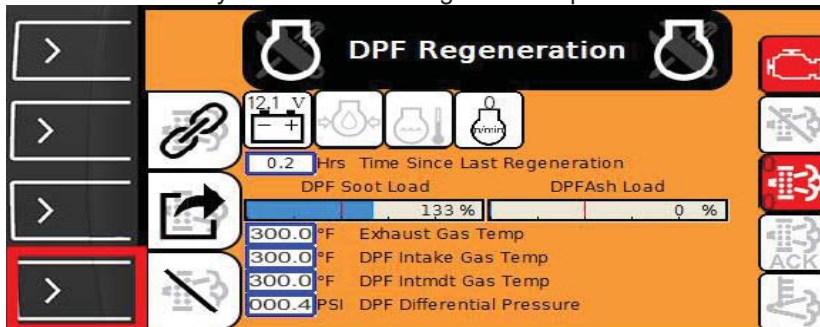 DPF Regeneration
12.1 V
0
n/min
0.2 Hrs Time Since Last Regeneration
DPF Soot Load DPFAsh Load
133 % 0 %
300.0 °F Exhaust Gas Temp
300.0 °F DPF Intake Gas Temp
300.0 °F DPF Intmdt Gas Temp
000.4 PSI DPF Differential Pressure
0
0
ACK